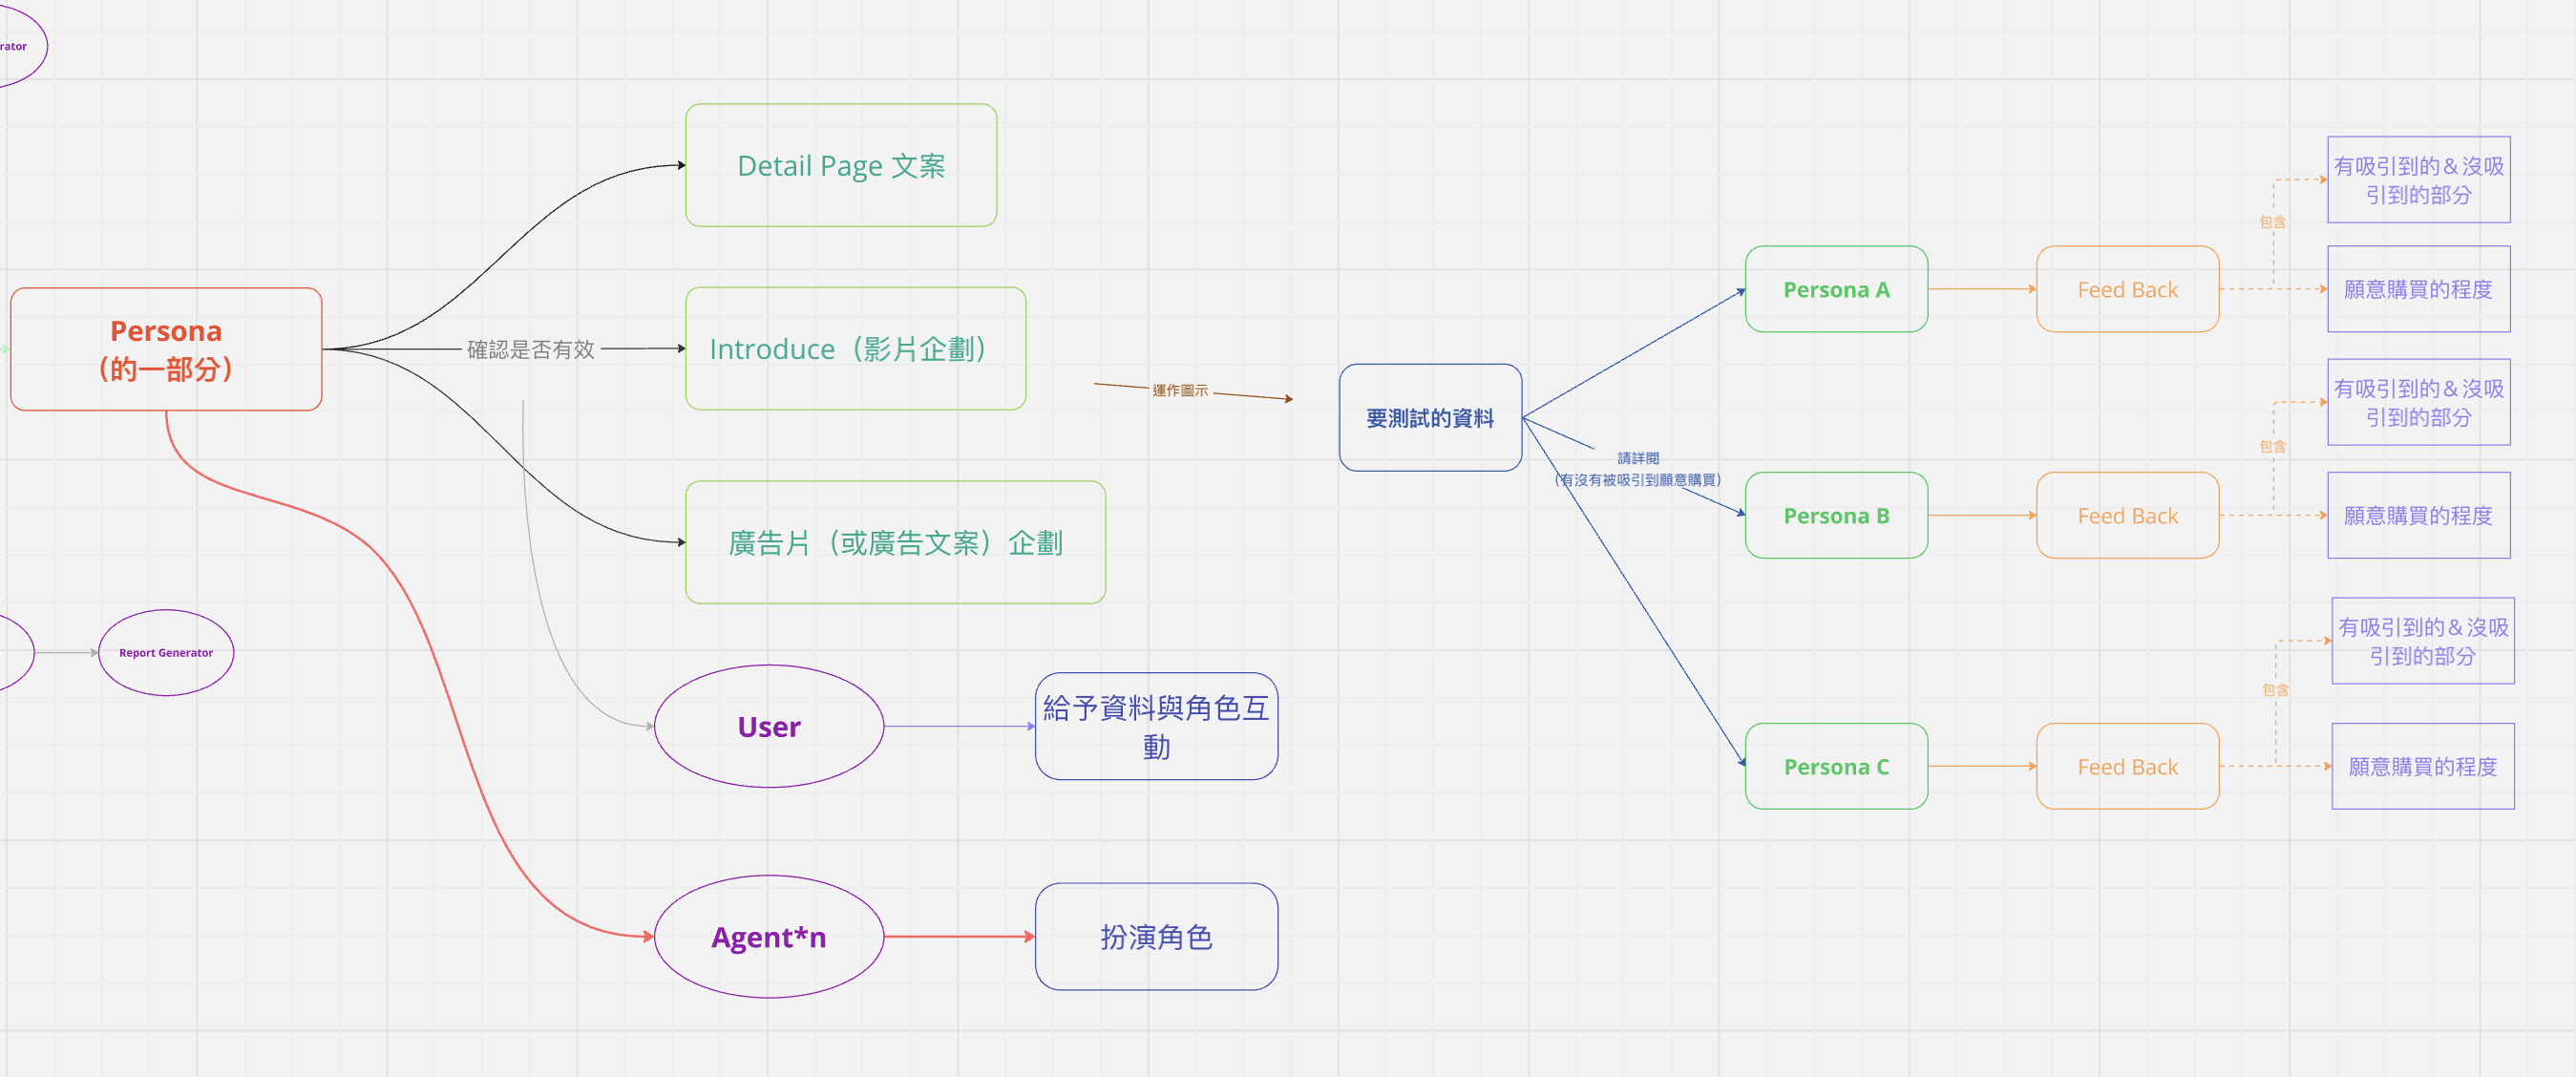 rator
Detail Page 文案
Persona
（的一部分）
確認是否有效
Introduce（影片企劃）
廣告片（或廣告文案）企劃
Report Generator
User
給予資料與角色互
動
Agent*n
扮演角色
運作圖示
要測試的資料
請詳閱
(有沒有被吸引到願意購買)
Persona A
Feed Back
包含
有吸引到的＆沒吸
引到的部分
願意購買的程度
Persona B
Feed Back
包含
有吸引到的＆沒吸
引到的部分
願意購買的程度
Persona C
Feed Back
包含
有吸引到的＆沒吸
引到的部分
願意購買的程度